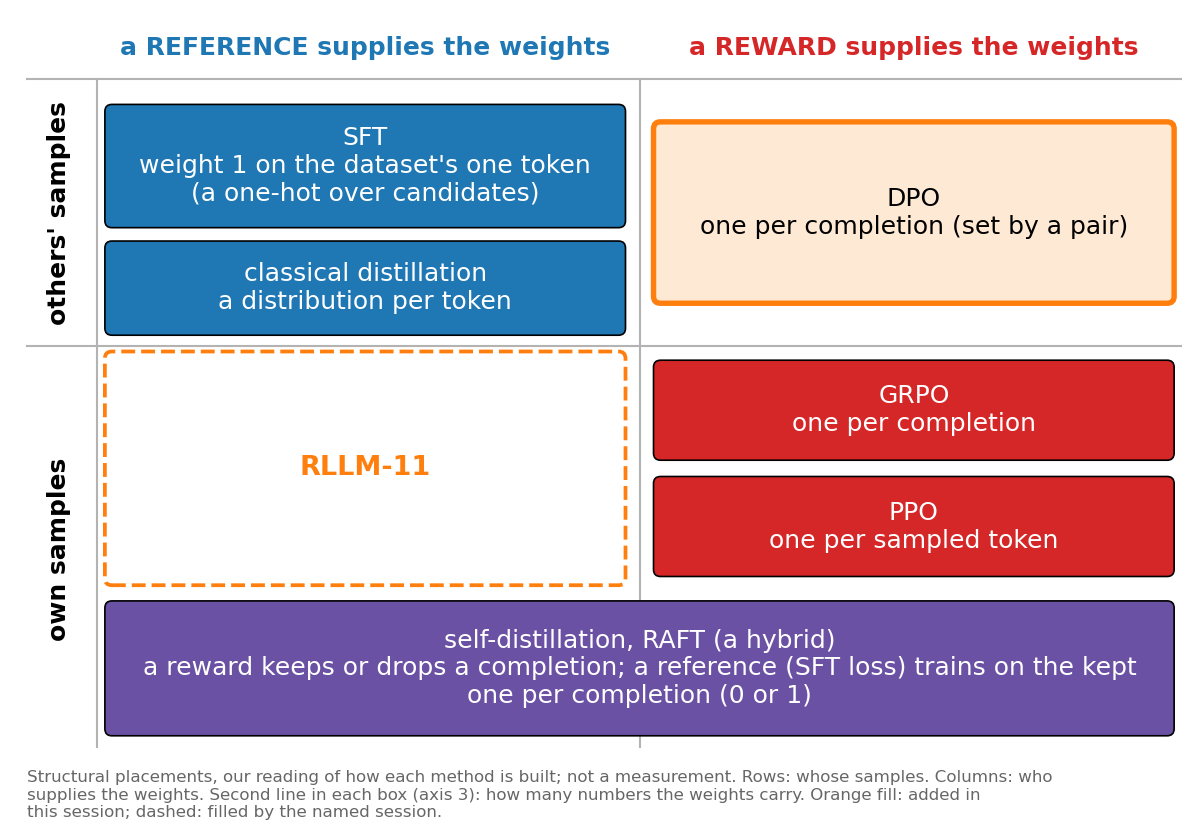 a REFERENCE supplies the weights
a REWARD supplies the weights
others' samples
SFT
weight 1 on the dataset's one token
(a one-hot over candidates)
classical distillation
a distribution per token
DPO
one per completion (set by a pair)
own samples
RLLM-11
GRPO
one per completion
PPO
one per sampled token
self-distillation, RAFT (a hybrid)
a reward keeps or drops a completion; a reference (SFT loss) trains on the kept
one per completion (0 or 1)
Structural placements, our reading of how each method is built; not a measurement. Rows: whose samples. Columns: who
supplies the weights. Second line in each box (axis 3): how many numbers the weights carry. Orange fill: added in
this session; dashed: filled by the named session.